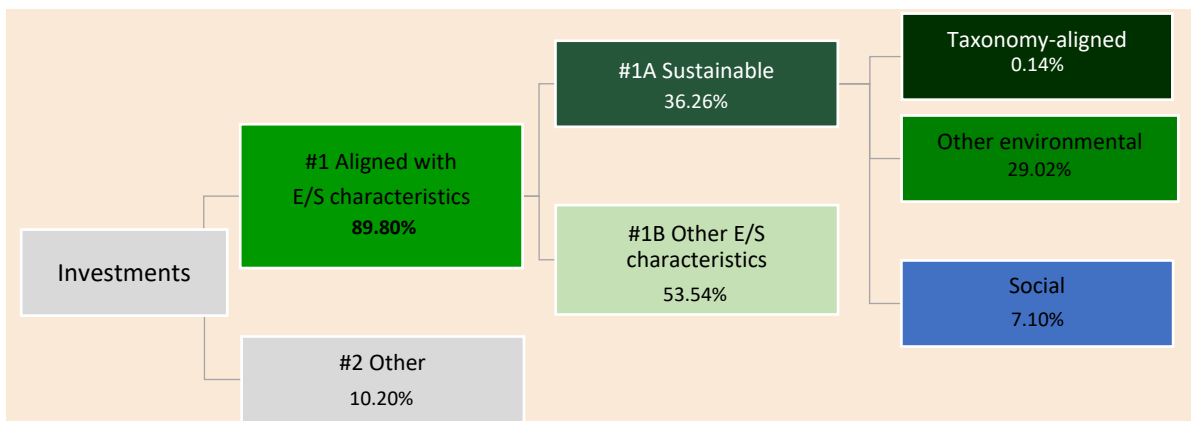 Investments
#1 Aligned with
E/S characteristics
89.80%
#2 Other
10.20%
#1A Sustainable
36.26%
#1B Other E/S
characteristics
53.54%
Taxonomy-aligned
0.14%
Other environmental
29.02%
Social
7.10%